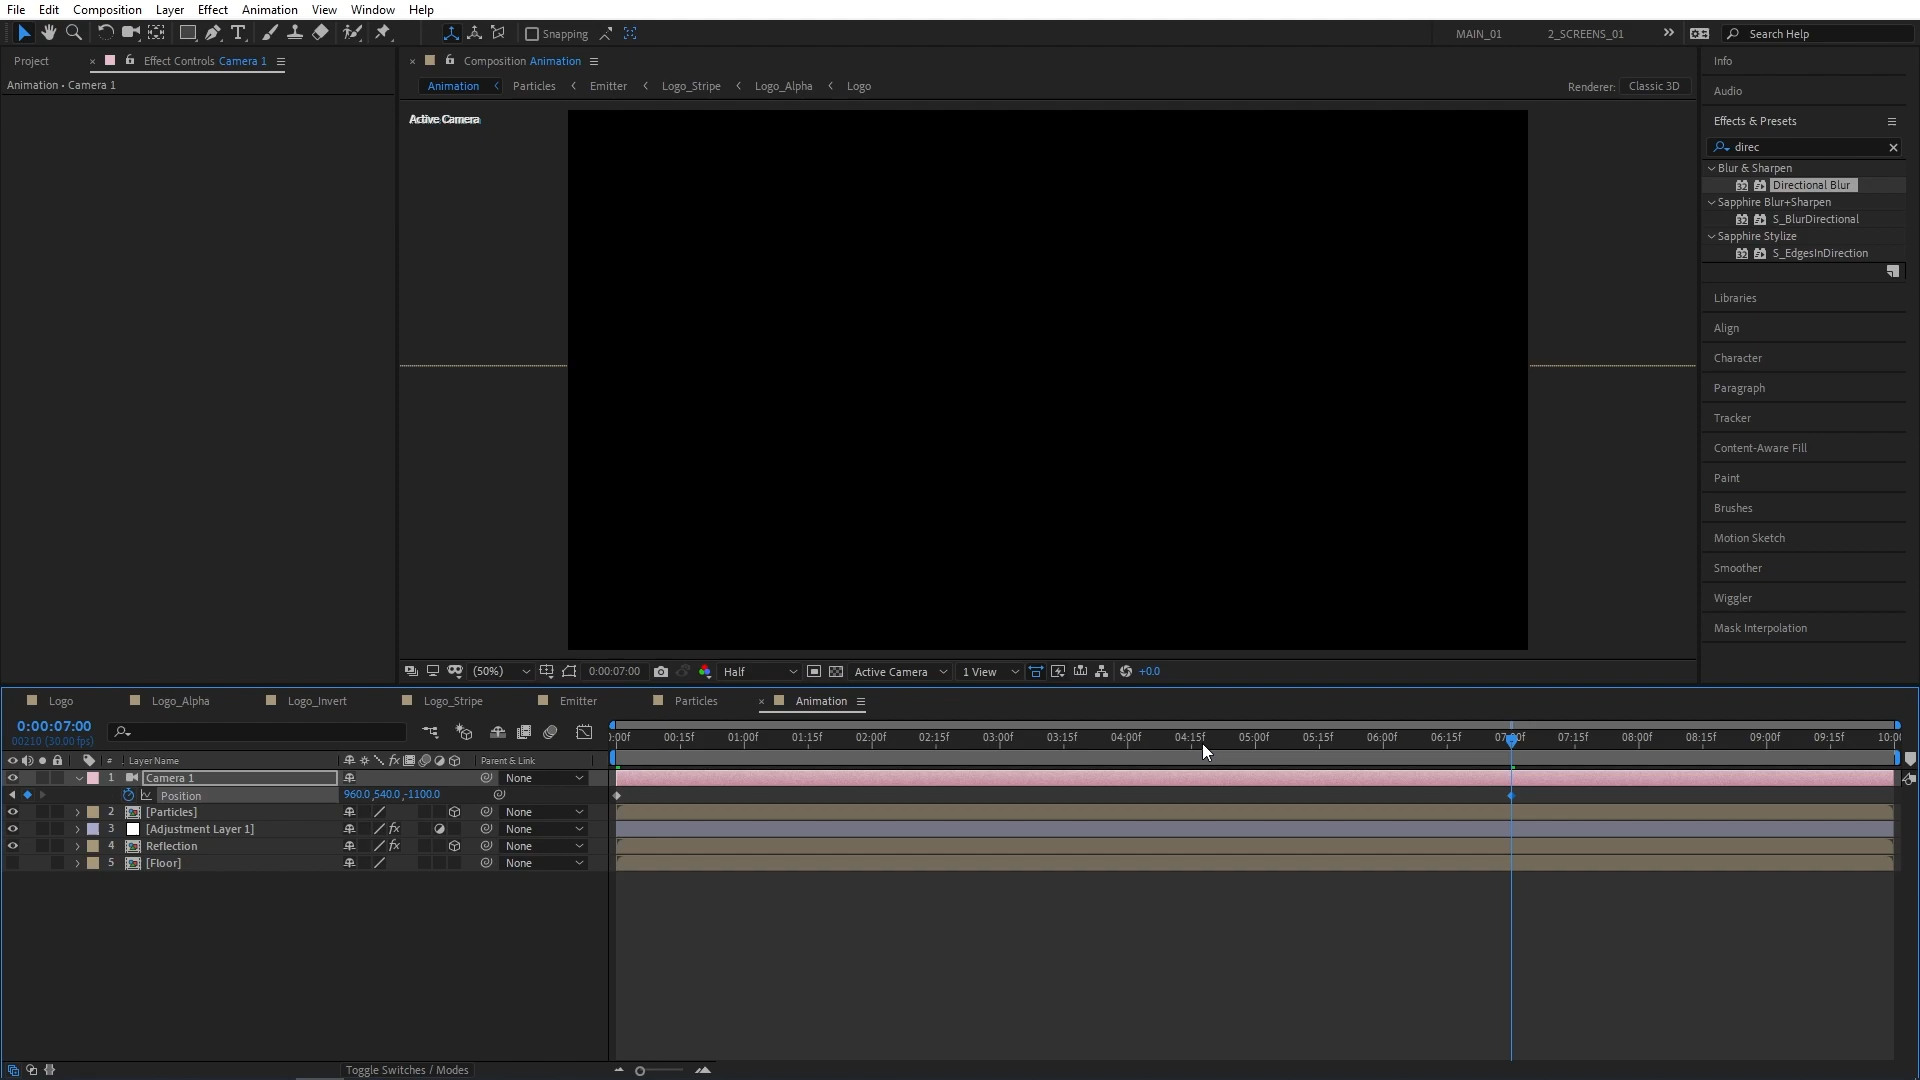 File Edit Composition Layer Effect Animation View Window Help
Snapping MAIN_01 2_SCREENS_01 Search Help
Project × Effect Controls Camera 1 × Composition Animation
Animation • Camera 1
Animation Particles Emitter Logo_Stripe Logo_Alpha Logo Renderer: Classic 3D
Active Camera
Info
Audio
Effects & Presets
direc
Blur & Sharpen
32 Directional Blur
Sapphire Blur+Sharpen
32 S_BlurDirectional
Sapphire Stylize
32 S_EdgesInDirection
Libraries
Align
Character
Paragraph
Tracker
Content-Aware Fill
Paint
Brushes
Motion Sketch
Smoother
Wiggler
Mask Interpolation
(50%) 0:00:07:00 Half Active Camera 1 View +0.0
Logo Logo_Alpha Logo_Invert Logo_Stripe Emitter Particles × Animation
0:00:07:00
00210 (30.00 fps)
):00f 00:15f 01:00f 01:15f 02:00f 02:15f 03:00f 03:15f 04:00f 04:15f 05:00f 05:15f 06:00f 06:15f 07:00f 07:15f 08:00f 08:15f 09:00f 09:15f 10:00
# Layer Name fx Parent & Link
1 Camera 1 None
Position 960.0,540.0,-1100.0
2 [Particles] None
3 [Adjustment Layer 1] fx None
4 Reflection fx None
5 [Floor] None
Toggle Switches / Modes